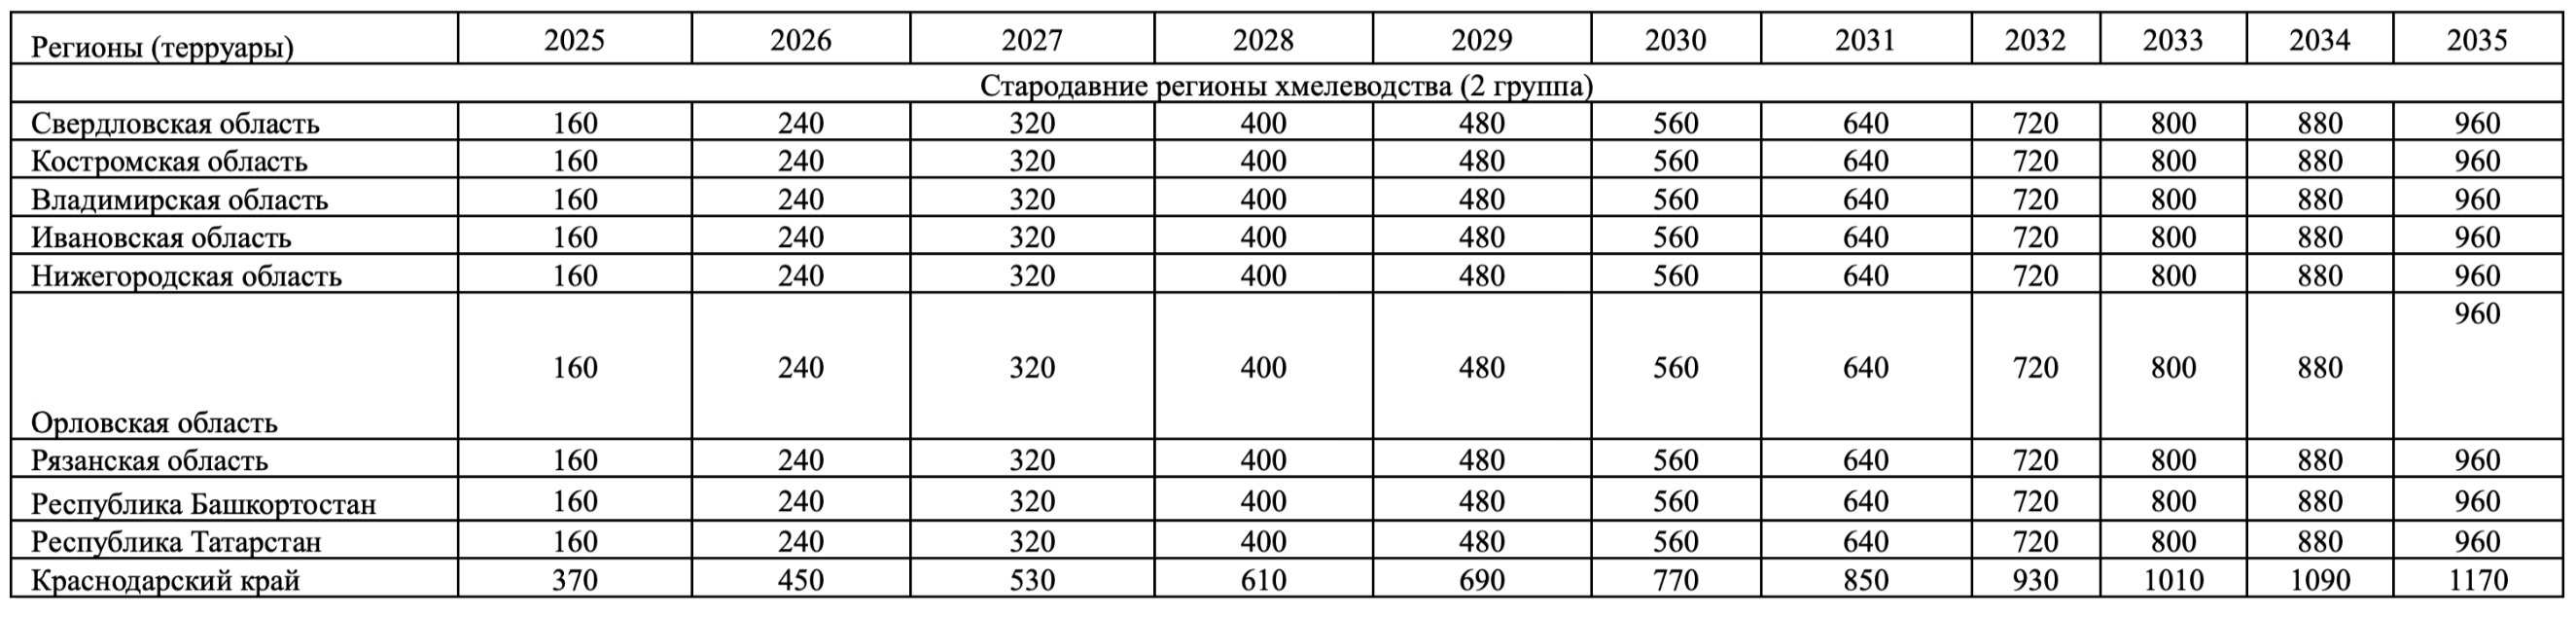 Регионы (терруары) 2025 2026 2027 2028 2029 2030 2031 2032 2033 2034 2035
Стародавние регионы хмелеводства (2 группа)
Свердловская область 160 240 320 400 480 560 640 720 800 880 960
Костромская область 160 240 320 400 480 560 640 720 800 880 960
Владимирская область 160 240 320 400 480 560 640 720 800 880 960
Ивановская область 160 240 320 400 480 560 640 720 800 880 960
Нижегородская область 160 240 320 400 480 560 640 720 800 880 960
Орловская область 160 240 320 400 480 560 640 720 800 880 960
Рязанская область 160 240 320 400 480 560 640 720 800 880 960
Республика Башкортостан 160 240 320 400 480 560 640 720 800 880 960
Республика Татарстан 160 240 320 400 480 560 640 720 800 880 960
Краснодарский край 370 450 530 610 690 770 850 930 1010 1090 1170